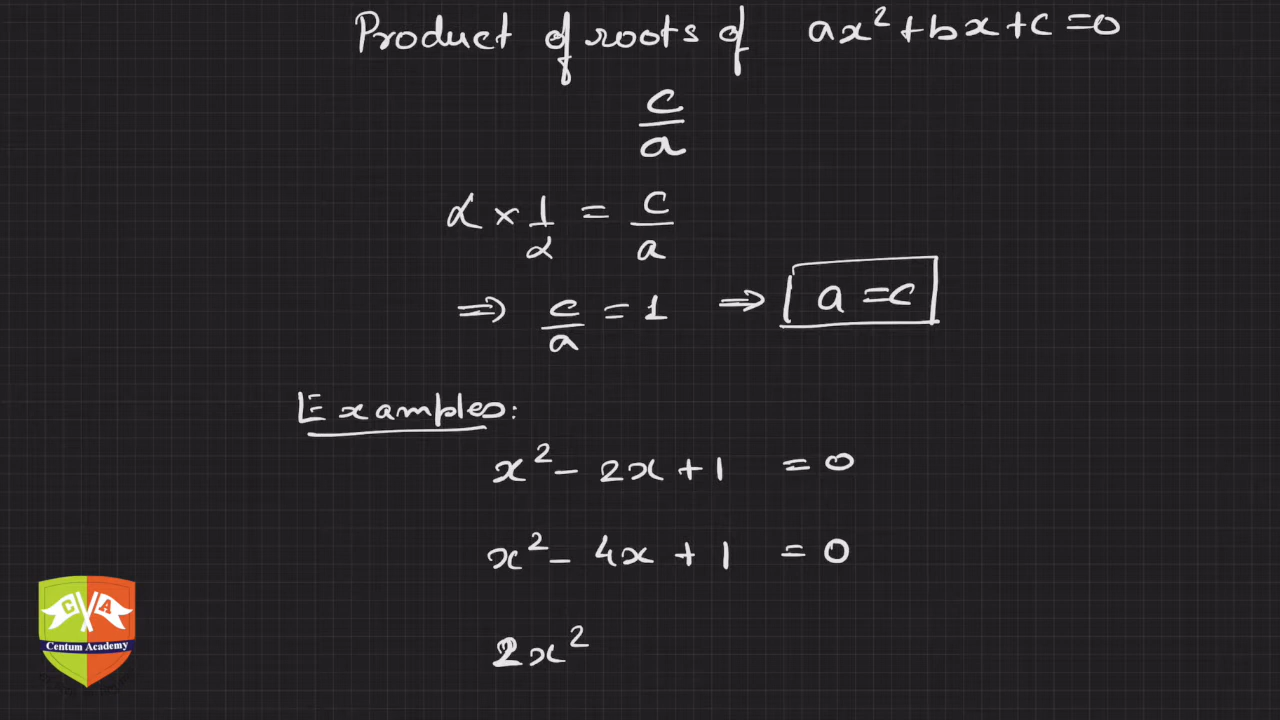 Product of roots of ax²+bx+c=0
c/a
α × 1/α = c/a
⇒ c/a = 1 ⇒ a=c
Examples:
x² - 2x + 1 = 0
x² - 4x + 1 = 0
2x²
C A
Centum Academy